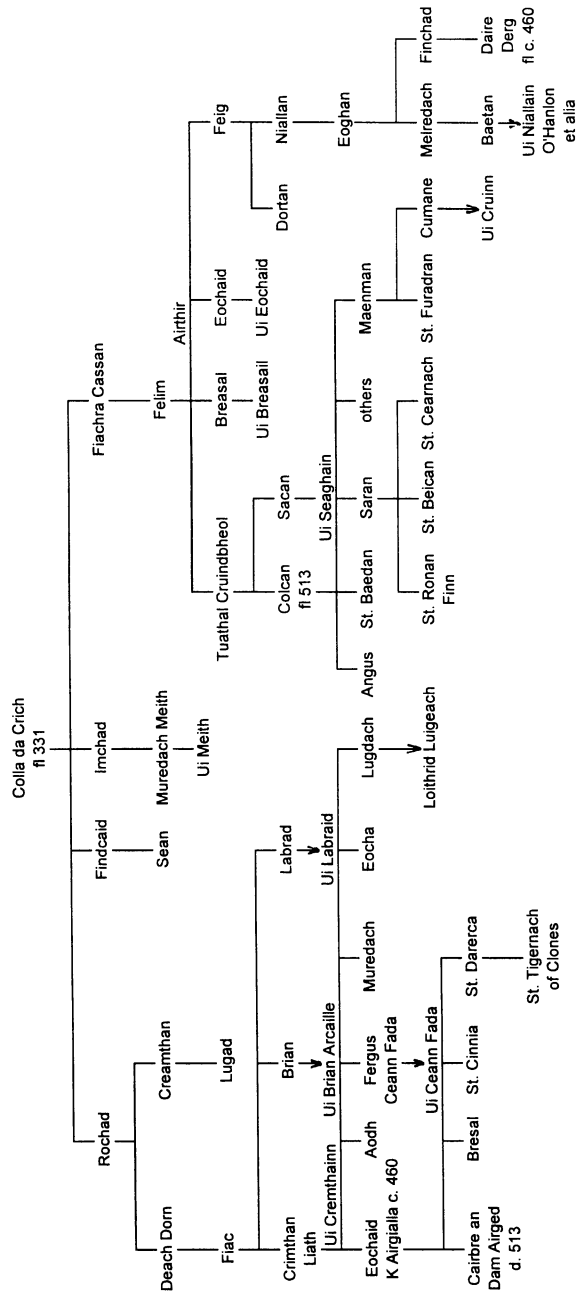 Colla da Crich
fl 331
Rochad
Findcaid
Imchad
Fiachra Cassan
Deach Dorn
Creamthan
Sean
Muredach Meith
Felim
Fiac
Lugad
Ui Meith
Airthir
Tuathal Cruindbheol
Breasal
Eochaid
Feig
Ui Breasail
Ui Eochaid
Crimthan
Liath
Brian
Labrad
Colcan
fl 513
Sacan
Dortan
Niallan
Ui Cremthainn
Ui Brian Arcaille
Ui Labraid
Ui Seaghain
Eoghan
Eochaid
K Airgialla c. 460
Aodh
Fergus
Ceann Fada
Muredach
Eocha
Lugdach
Angus
St. Baedan
Saran
others
Maenman
Melredach
Finchad
Ui Ceann Fada
Loithrid Luigeach
St. Ronan
Finn
St. Beican
St. Cearnach
St. Furadran
Cumane
Baetan
Daire
Derg
fl c. 460
Cairbre an
Dam Airged
d. 513
Bresal
St. Cinnia
St. Darerca
Ui Cruinn
Ui Niallain
O'Hanlon
et alia
St. Tigernach
of Clones